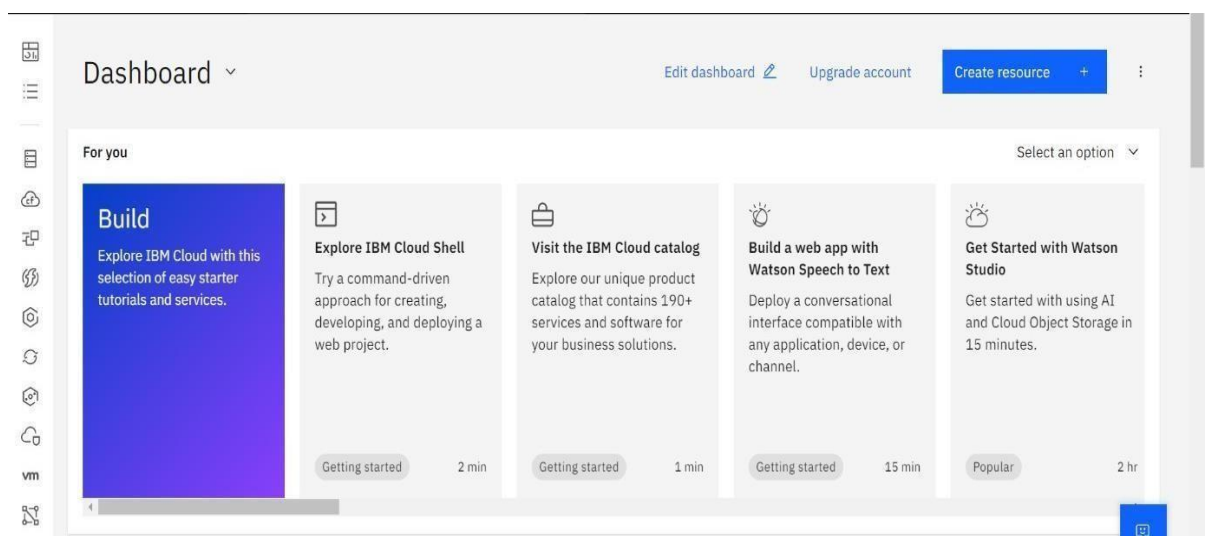 Dashboard
Edit dashboard
Upgrade account
Create resource +
For you
Select an option
Build
Explore IBM Cloud with this
selection of easy starter
tutorials and services.
Explore IBM Cloud Shell
Try a command-driven
approach for creating,
developing, and deploying a
web project.
Getting started
2 min
Visit the IBM Cloud catalog
Explore our unique product
catalog that contains 190+
services and software for
your business solutions.
Getting started
1 min
Build a web app with
Watson Speech to Text
Deploy a conversational
interface compatible with
any application, device, or
channel.
Getting started
15 min
Get Started with Watson
Studio
Get started with using AI
and Cloud Object Storage in
15 minutes.
Popular
2 hr
cf
vm